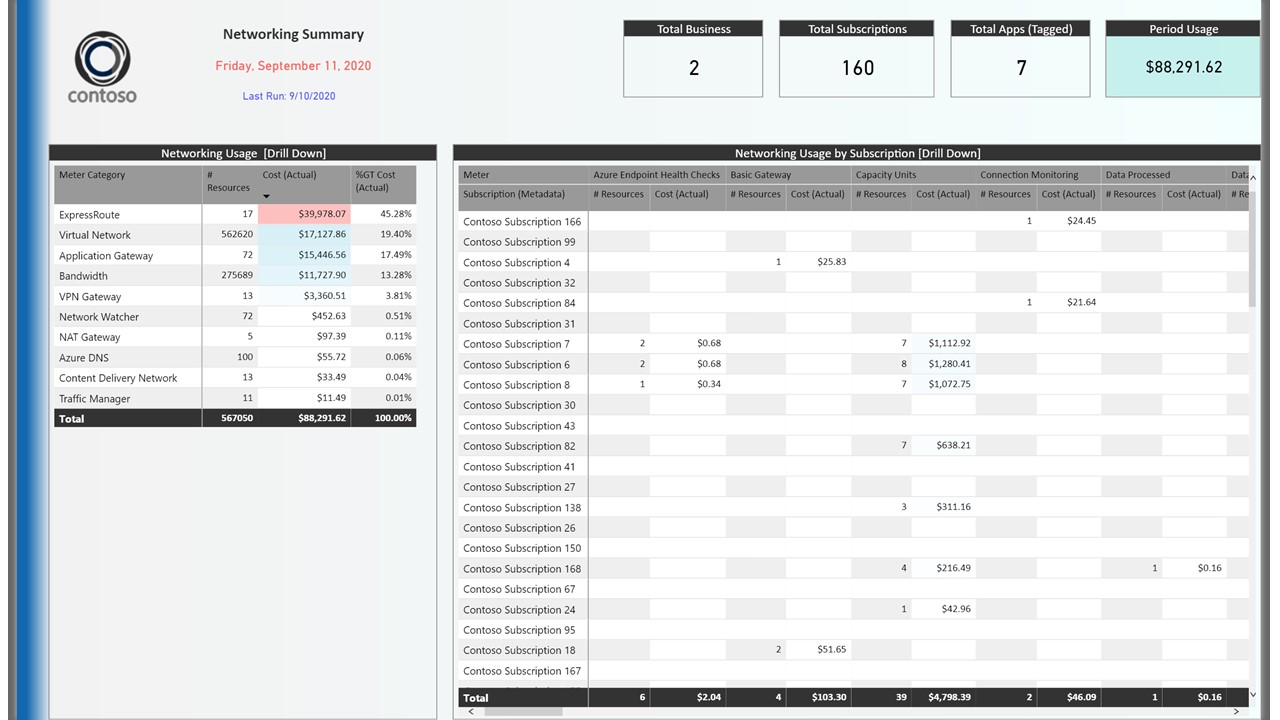 contoso
Networking Summary
Friday, September 11, 2020
Last Run: 9/10/2020
Total Business
2
Total Subscriptions
160
Total Apps (Tagged)
7
Period Usage
$88,291.62
Networking Usage [Drill Down]
Meter Category # Resources Cost (Actual) %GT Cost (Actual)
ExpressRoute 17 $39,978.07 45.28%
Virtual Network 562620 $17,127.86 19.40%
Application Gateway 72 $15,446.56 17.49%
Bandwidth 275689 $11,727.90 13.28%
VPN Gateway 13 $3,360.51 3.81%
Network Watcher 72 $452.63 0.51%
NAT Gateway 5 $97.39 0.11%
Azure DNS 100 $55.72 0.06%
Content Delivery Network 13 $33.49 0.04%
Traffic Manager 11 $11.49 0.01%
Total 567050 $88,291.62 100.00%
Networking Usage by Subscription [Drill Down]
Meter Azure Endpoint Health Checks Basic Gateway Capacity Units Connection Monitoring Data Processed Data
Subscription (Metadata) # Resources Cost (Actual) # Resources Cost (Actual) # Resources Cost (Actual) # Resources Cost (Actual) # Resources Cost (Actual) # Re
Contoso Subscription 166 1 $24.45
Contoso Subscription 99
Contoso Subscription 4 1 $25.83
Contoso Subscription 32
Contoso Subscription 84 1 $21.64
Contoso Subscription 31
Contoso Subscription 7 2 $0.68 7 $1,112.92
Contoso Subscription 6 2 $0.68 8 $1,280.41
Contoso Subscription 8 1 $0.34 7 $1,072.75
Contoso Subscription 30
Contoso Subscription 43
Contoso Subscription 82 7 $638.21
Contoso Subscription 41
Contoso Subscription 27
Contoso Subscription 138 3 $311.16
Contoso Subscription 26
Contoso Subscription 150
Contoso Subscription 168 4 $216.49 1 $0.16
Contoso Subscription 67
Contoso Subscription 24 1 $42.96
Contoso Subscription 95
Contoso Subscription 18 2 $51.65
Contoso Subscription 167
Total 6 $2.04 4 $103.30 39 $4,798.39 2 $46.09 1 $0.16